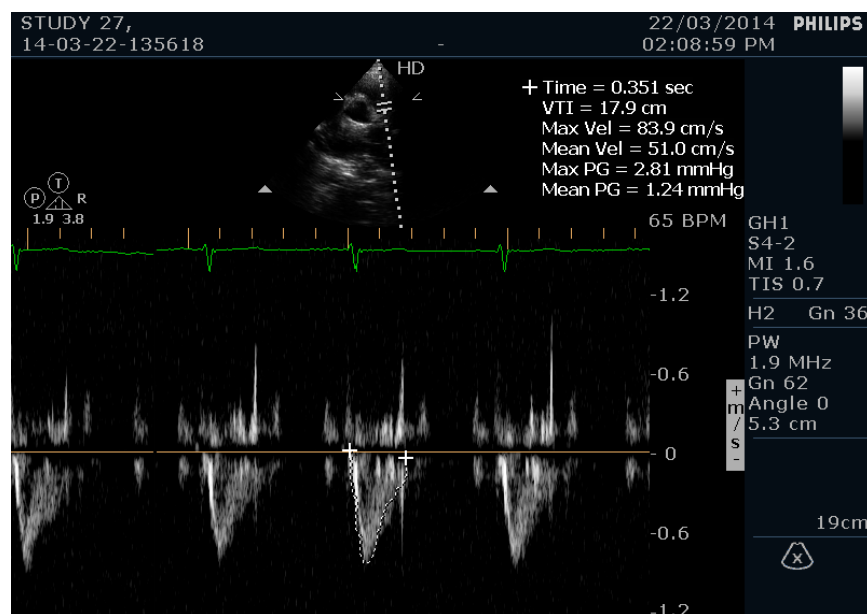 STUDY 27,
14-03-22-135618
-
22/03/2014
02:08:59 PM
PHILIPS
HD
+ Time = 0.351 sec
VTI = 17.9 cm
Max Vel = 83.9 cm/s
Mean Vel = 51.0 cm/s
Max PG = 2.81 mmHg
Mean PG = 1.24 mmHg
T
P R
1.9 3.8
65 BPM
GH1
S4-2
MI 1.6
TIS 0.7
H2 Gn 36
PW
1.9 MHz
Gn 62
Angle 0
5.3 cm
19cm
X
-1.2
-0.6
+
m
/
s
-
- 0
-0.6
-1.2